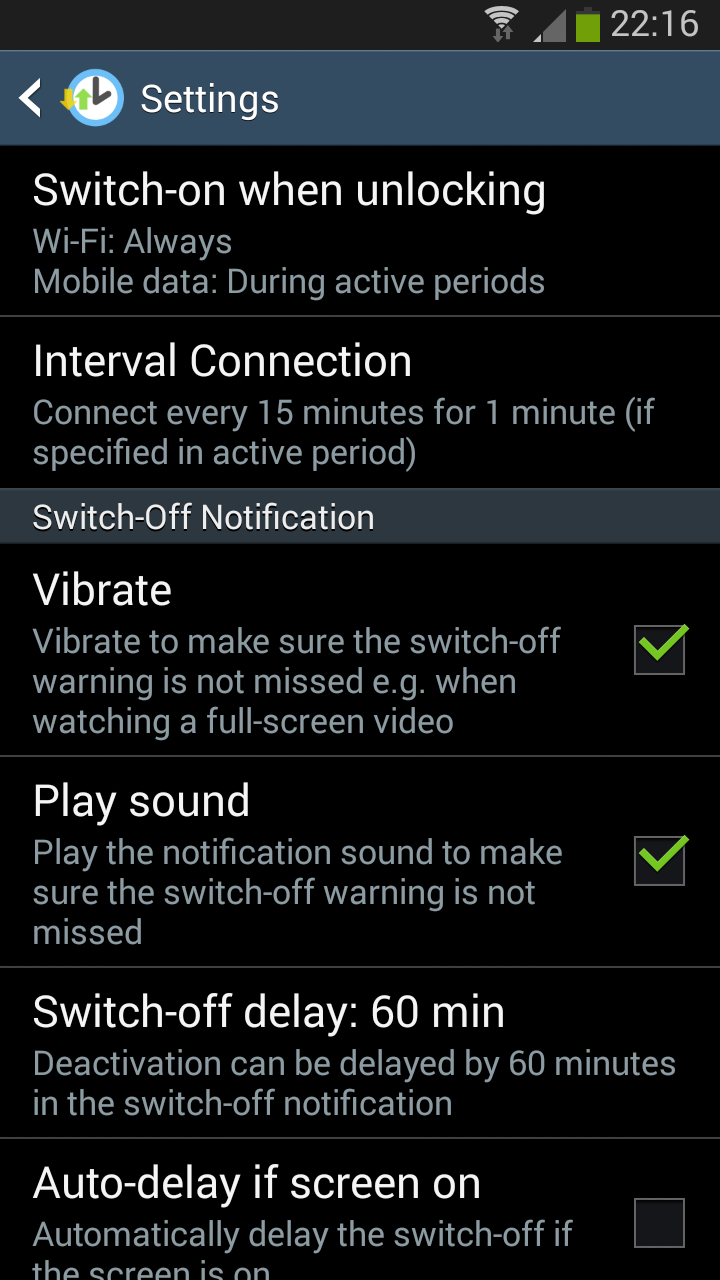 22:16
Settings
Switch-on when unlocking
Wi-Fi: Always
Mobile data: During active periods
Interval Connection
Connect every 15 minutes for 1 minute (if
specified in active period)
Switch-Off Notification
Vibrate
Vibrate to make sure the switch-off
warning is not missed e.g. when
watching a full-screen video
Play sound
Play the notification sound to make
sure the switch-off warning is not
missed
Switch-off delay: 60 min
Deactivation can be delayed by 60 minutes
in the switch-off notification
Auto-delay if screen on
Automatically delay the switch-off if
the screen is on